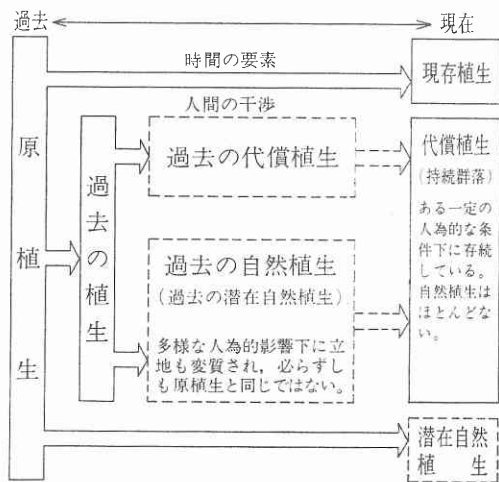 過去
現在
時間の要素
現存植生
人間の干渉
原植生
過去の植生
過去の代償植生
代償植生
(持続群落)
ある一定の
人為的な条
件下に存続
している。
自然植生は
ほとんどな
い。
過去の自然植生
(過去の潜在自然植生)
多様な人為的影響下に立
地も変質され，必らずし
も原植生と同じではない。
潜在自然
植生